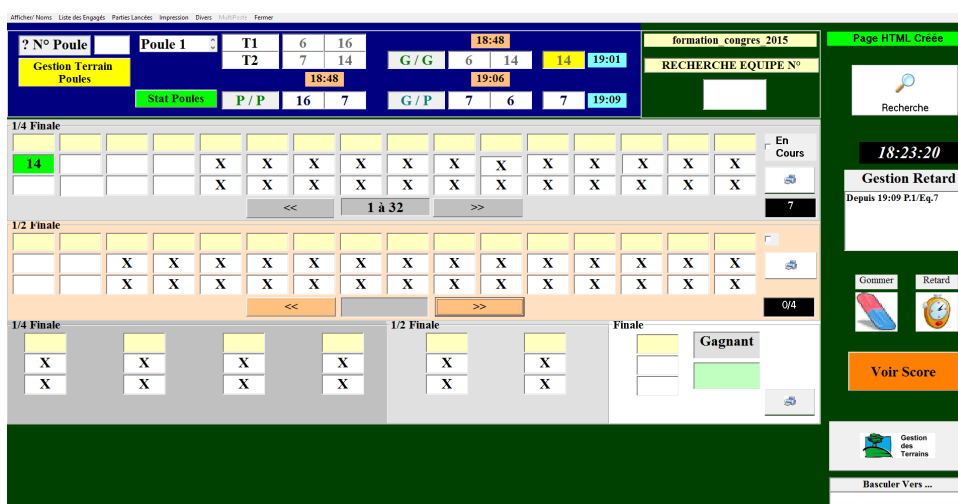 Afficher/ Noms Liste des Engagés Parties Lancées Impression Divers MultiPoste Fermer
? N° Poule Poule 1 T1 6 16 18:48 formation_congres_2015 Page HTML Créée
Gestion Terrain Poules T2 7 14 G / G 6 14 14 19:01 RECHERCHE EQUIPE N°
18:48 19:06
Stat Poules P / P 16 7 G / P 7 6 7 19:09
Recherche
1/4 Finale
En Cours
14 X X X X X X X X X X X X
X X X X X X X X X X X X
<< 1 à 32 >> 7
18:23:20
Gestion Retard
Depuis 19:09 P.1/Eq.7
1/2 Finale
X X X X X X X X X X X X X X
X X X X X X X X X X X X X X
<< >> 0/4
Gommer Retard
1/4 Finale 1/2 Finale Finale
Gagnant
X X X X X X
X X X X X X
Voir Score
Gestion
des
Terrains
Basculer Vers ...